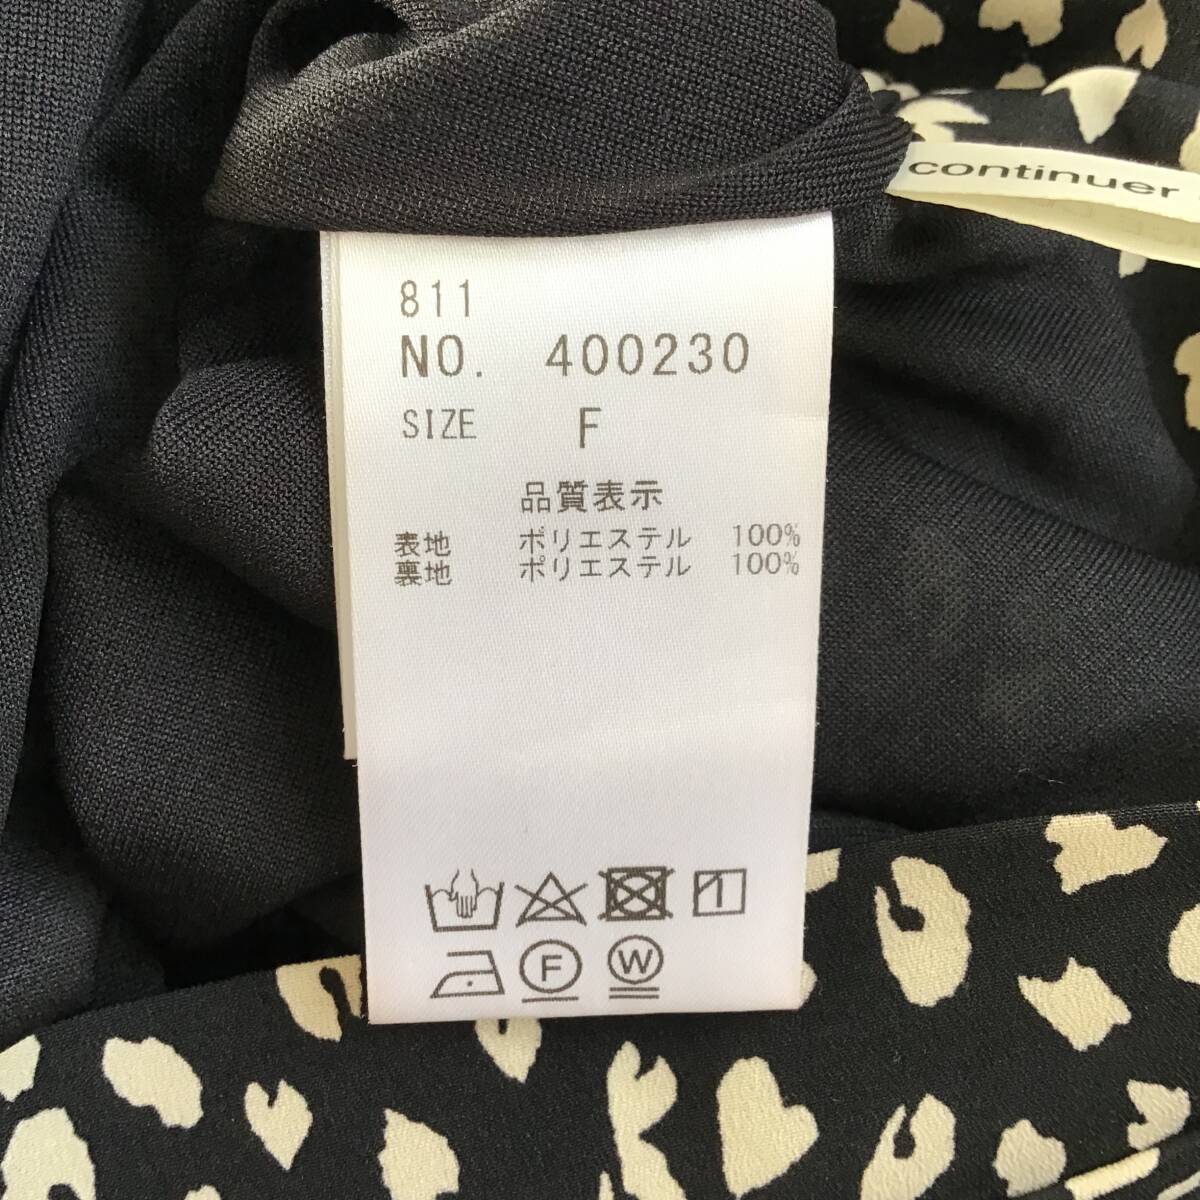 continuer
811
NO. 400230
SIZE F
品質表示
表地 ポリエステル 100%
裏地 ポリエステル 100%
F W